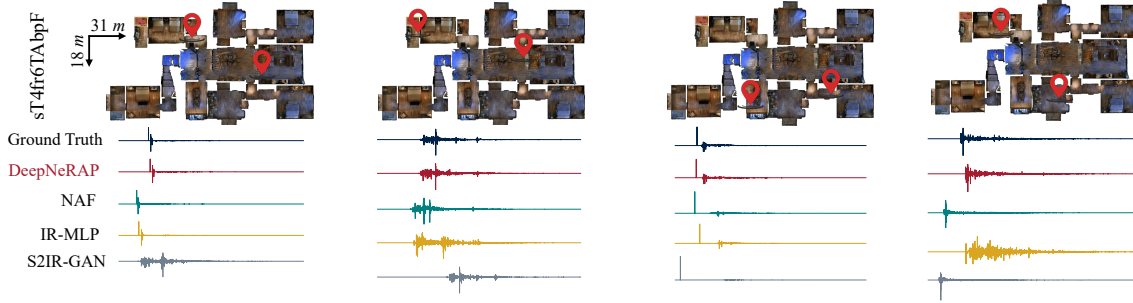 sT4fr6TAbpF
31 m
18 m
Ground Truth
DeepNeRAP
NAF
IR-MLP
S2IR-GAN